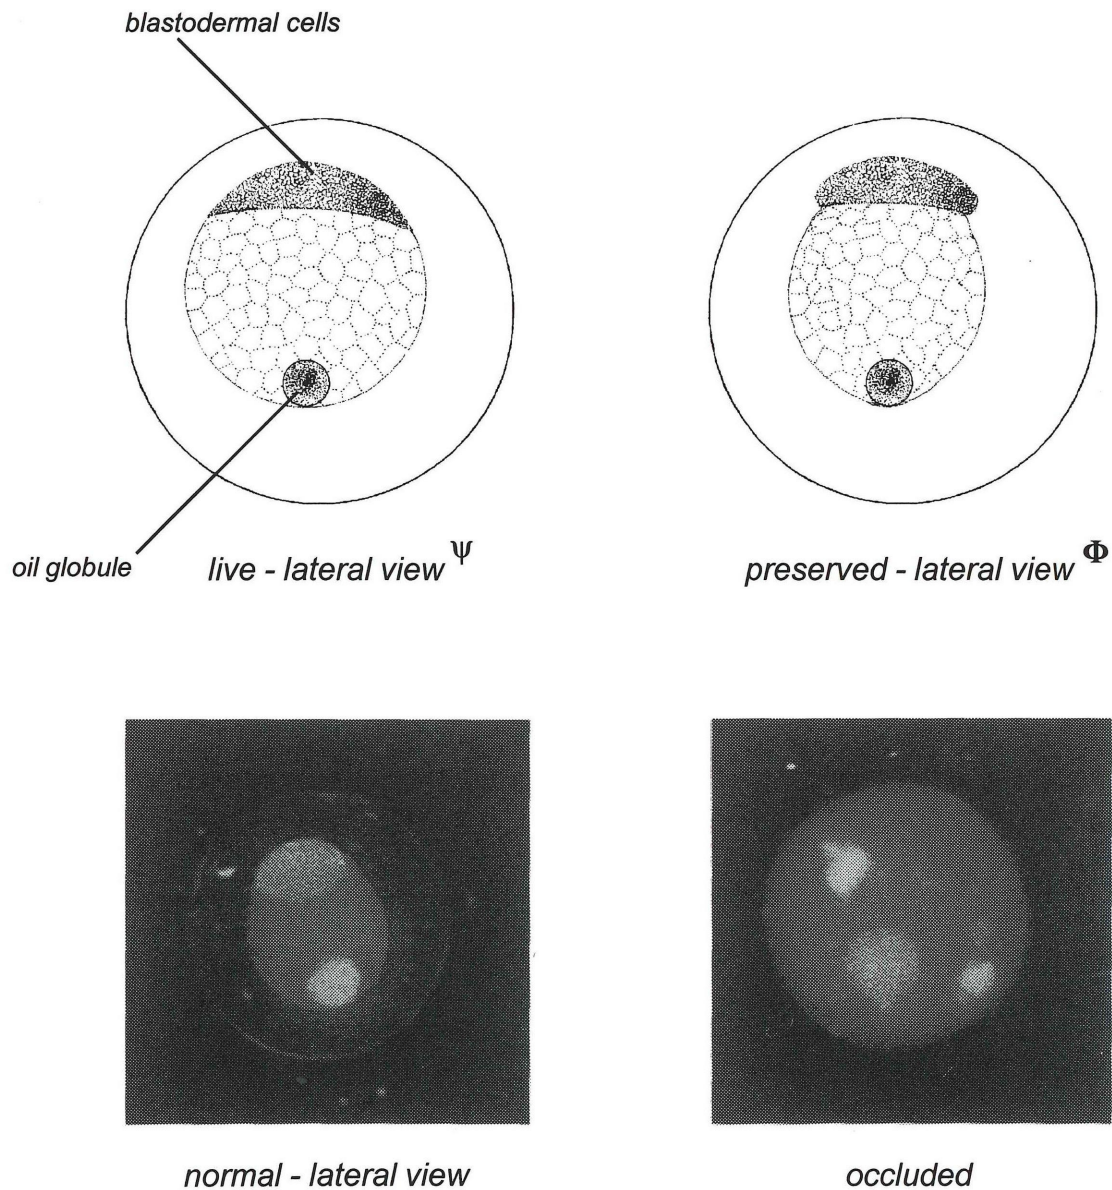 blastodermal cells
oil globule
live - lateral view Ψ
preserved - lateral view Φ
normal - lateral view
occluded